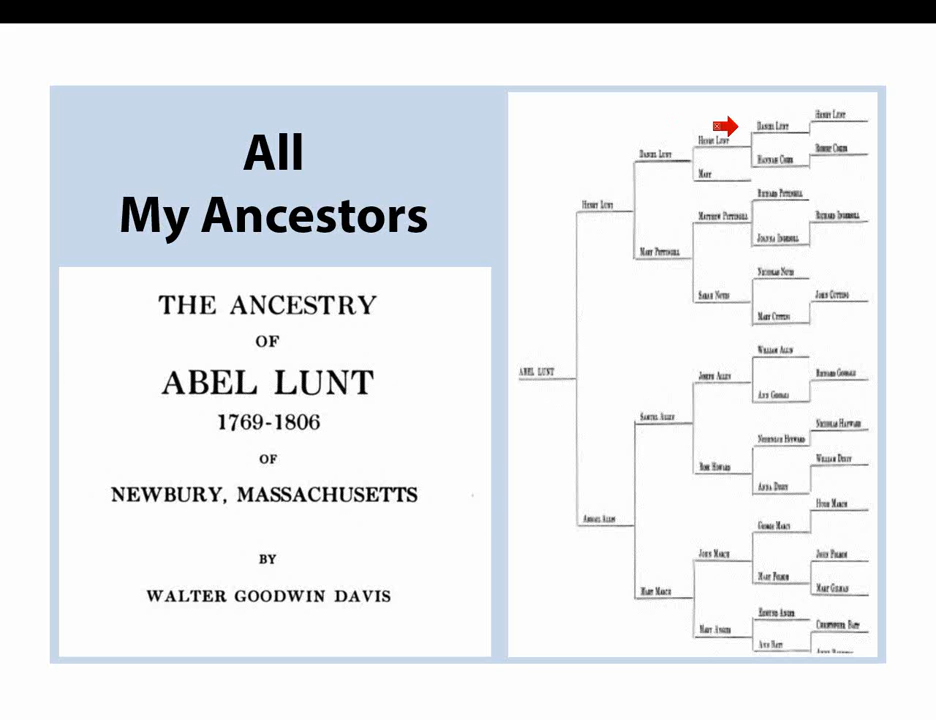 All
My Ancestors
THE ANCESTRY
OF
ABEL LUNT
1769-1806
OF
NEWBURY, MASSACHUSETTS
BY
WALTER GOODWIN DAVIS
HENRY LUNT
DANIEL LUNT
HENRY LUNT
ROBERT COKER
DANIEL LUNT
HANNAH COKER
MARY
RICHARD PETTINGELL
HENRY LUNT
MATTHEW PETTINGELL
RICHARD INGERSOLL
JOANNA INGERSOLL
MARY PETTINGELL
NICHOLAS NOYES
SARAH NOYES
JOHN CUTTING
MARY CUTTING
WILLIAM ALLEN
ABEL LUNT
JOSEPH ALLEN
RICHARD GOODALE
ANN GOODALE
SAMUEL ALLEN
NICHOLAS HAYWARD
NEHEMIAH HAYWARD
WILLIAM DIXEY
ROSE HOWARD
ANNA DIXEY
HUGH MARCH
ABIGAIL ALLEN
GEORGE MARCH
JOHN MARCH
JOHN FOLSOM
MARY FOLSOM
MARY GILMAN
MARY MARCH
EDMUND ANGER
CHRISTOPHER BATT
MARY ANGER
ANN BATT